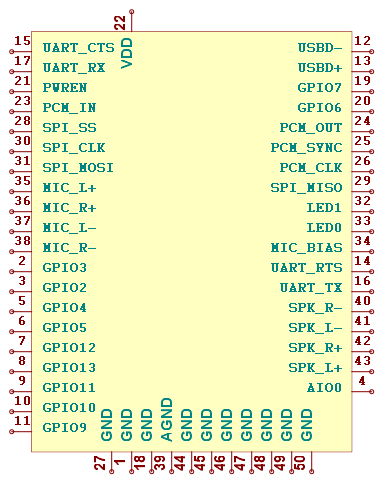 22
VDD
15 UART_CTS USBD- 12
17 UART_RX USBD+ 13
21 PWREN GPIO7 19
23 PCM_IN GPIO6 20
28 SPI_SS PCM_OUT 24
30 SPI_CLK PCM_SYNC 25
31 SPI_MOSI PCM_CLK 26
35 MIC_L+ SPI_MISO 29
36 MIC_R+ LED1 32
37 MIC_L- LED0 33
38 MIC_R- MIC_BIAS 34
2 GPIO3 UART_RTS 14
3 GPIO2 UART_TX 16
5 GPIO4 SPK_R- 40
6 GPIO5 SPK_L- 41
7 GPIO12 SPK_R+ 42
8 GPIO13 SPK_L+ 43
9 GPIO11 AIO0 4
10 GPIO10
11 GPIO9
GND GND GND AGND GND GND GND GND GND GND GND
27 1 18 39 44 45 46 47 48 49 50